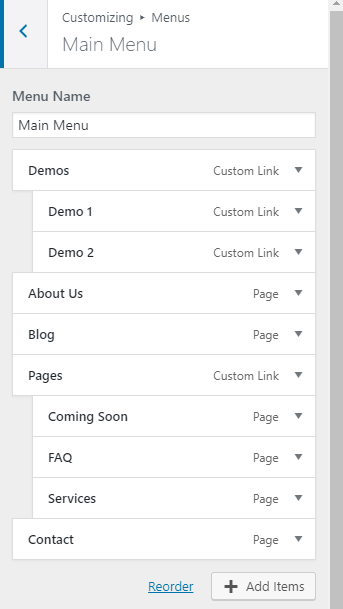 Customizing ▸ Menus
Main Menu
Menu Name
Main Menu
Demos Custom Link
Demo 1 Custom Link
Demo 2 Custom Link
About Us Page
Blog Page
Pages Custom Link
Coming Soon Page
FAQ Page
Services Page
Contact Page
Reorder Add Items